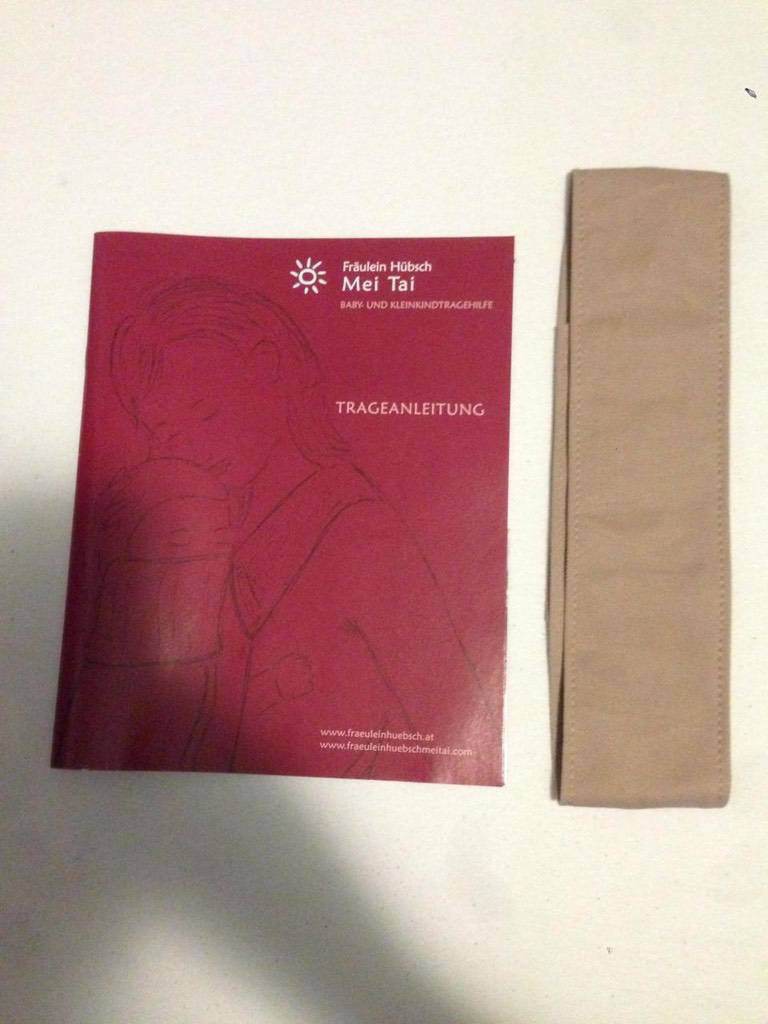 Fräulein Hübsch
Mei Tai
BABY- UND KLEINKINDTRAGEHILFE
TRAGEANLEITUNG
www.fraeuleinhuebsch.at
www.fraeuleinhuebschmeitai.com